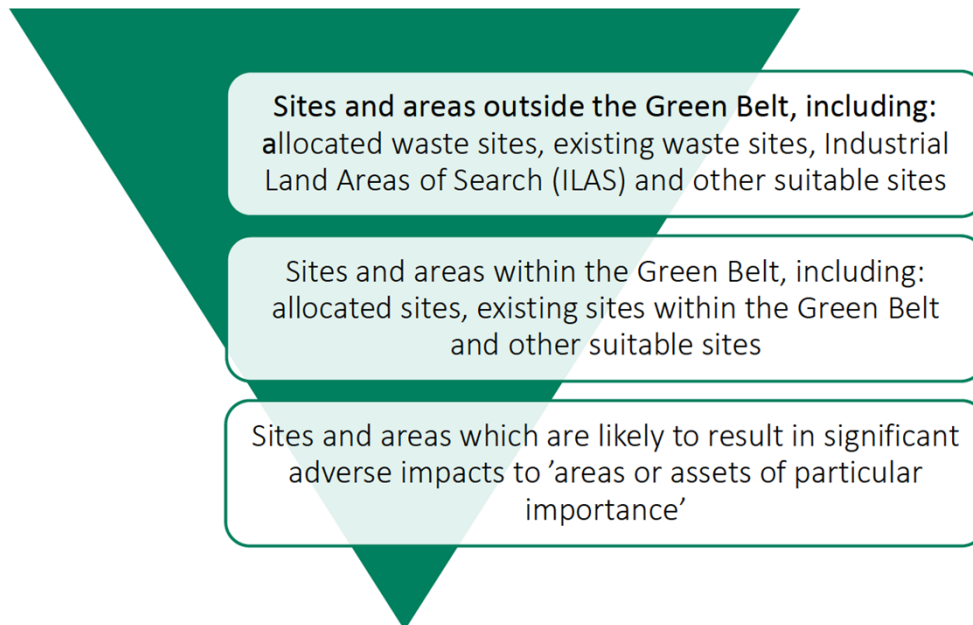 Sites and areas outside the Green Belt, including:
allocated waste sites, existing waste sites, Industrial
Land Areas of Search (ILAS) and other suitable sites
Sites and areas within the Green Belt, including:
allocated sites, existing sites within the Green Belt
and other suitable sites
Sites and areas which are likely to result in significant
adverse impacts to ’areas or assets of particular
importance’